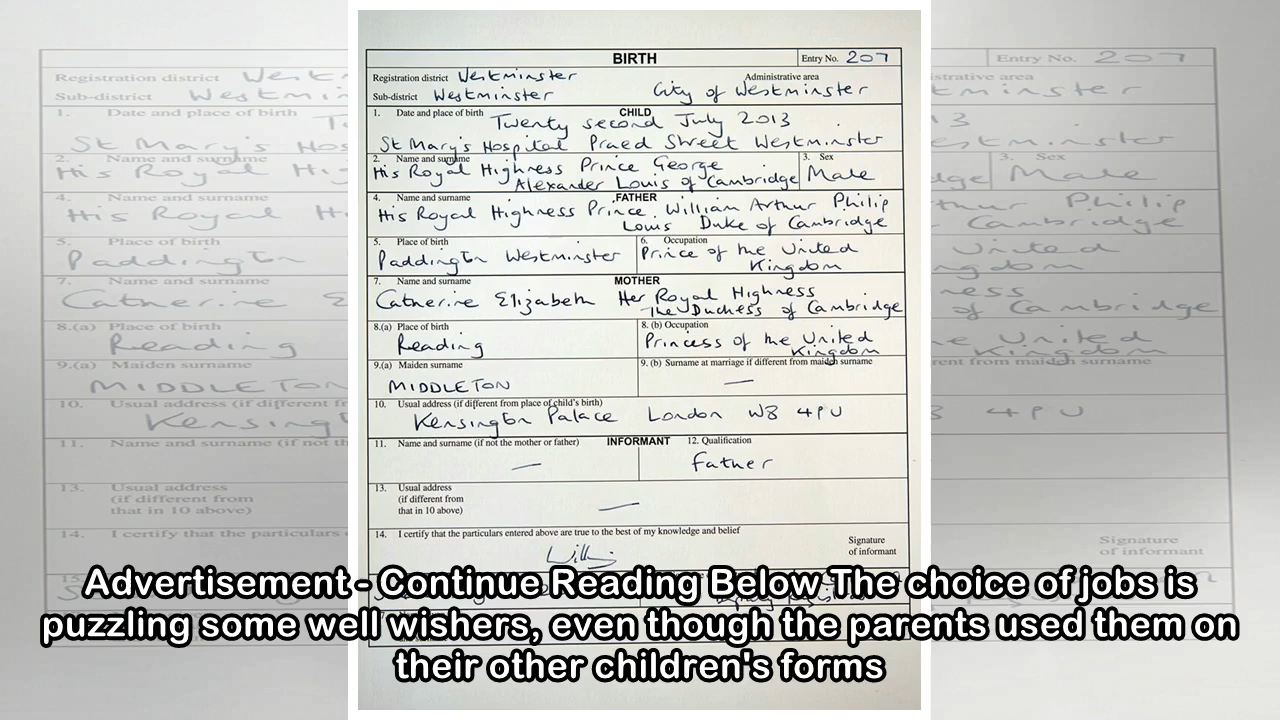 BIRTH
Entry No. 207
Registration district Westminster
Administrative area
Sub-district Westminster
City of Westminster
1. Date and place of birth
CHILD
Twenty second July 2013
St Mary's Hospital Praed Street Westminster
2. Name and surname
3. Sex
His Royal Highness Prince George
Alexander Louis of Cambridge
Male
4. Name and surname
FATHER
His Royal Highness Prince William Arthur Philip
Louis Duke of Cambridge
5. Place of birth
6. Occupation
Paddington Westminster
Prince of the United
Kingdom
7. Name and surname
MOTHER
Catherine Elizabeth Her Royal Highness
The Duchess of Cambridge
8.(a) Place of birth
8. (b) Occupation
Reading
Princess of the United
Kingdom
9.(a) Maiden surname
9. (b) Surname at marriage if different from maiden surname
MIDDLETON
—
10. Usual address (if different from place of child's birth)
Kensington Palace London W8 4PU
11. Name and surname (if not the mother or father)
INFORMANT
12. Qualification
—
Father
13. Usual address
(if different from
that in 10 above)
—
14. I certify that the particulars entered above are true to the best of my knowledge and belief
Signature
of informant
Advertisement - Continue Reading Below The choice of jobs is
puzzling some well wishers, even though the parents used them on
their other children's forms